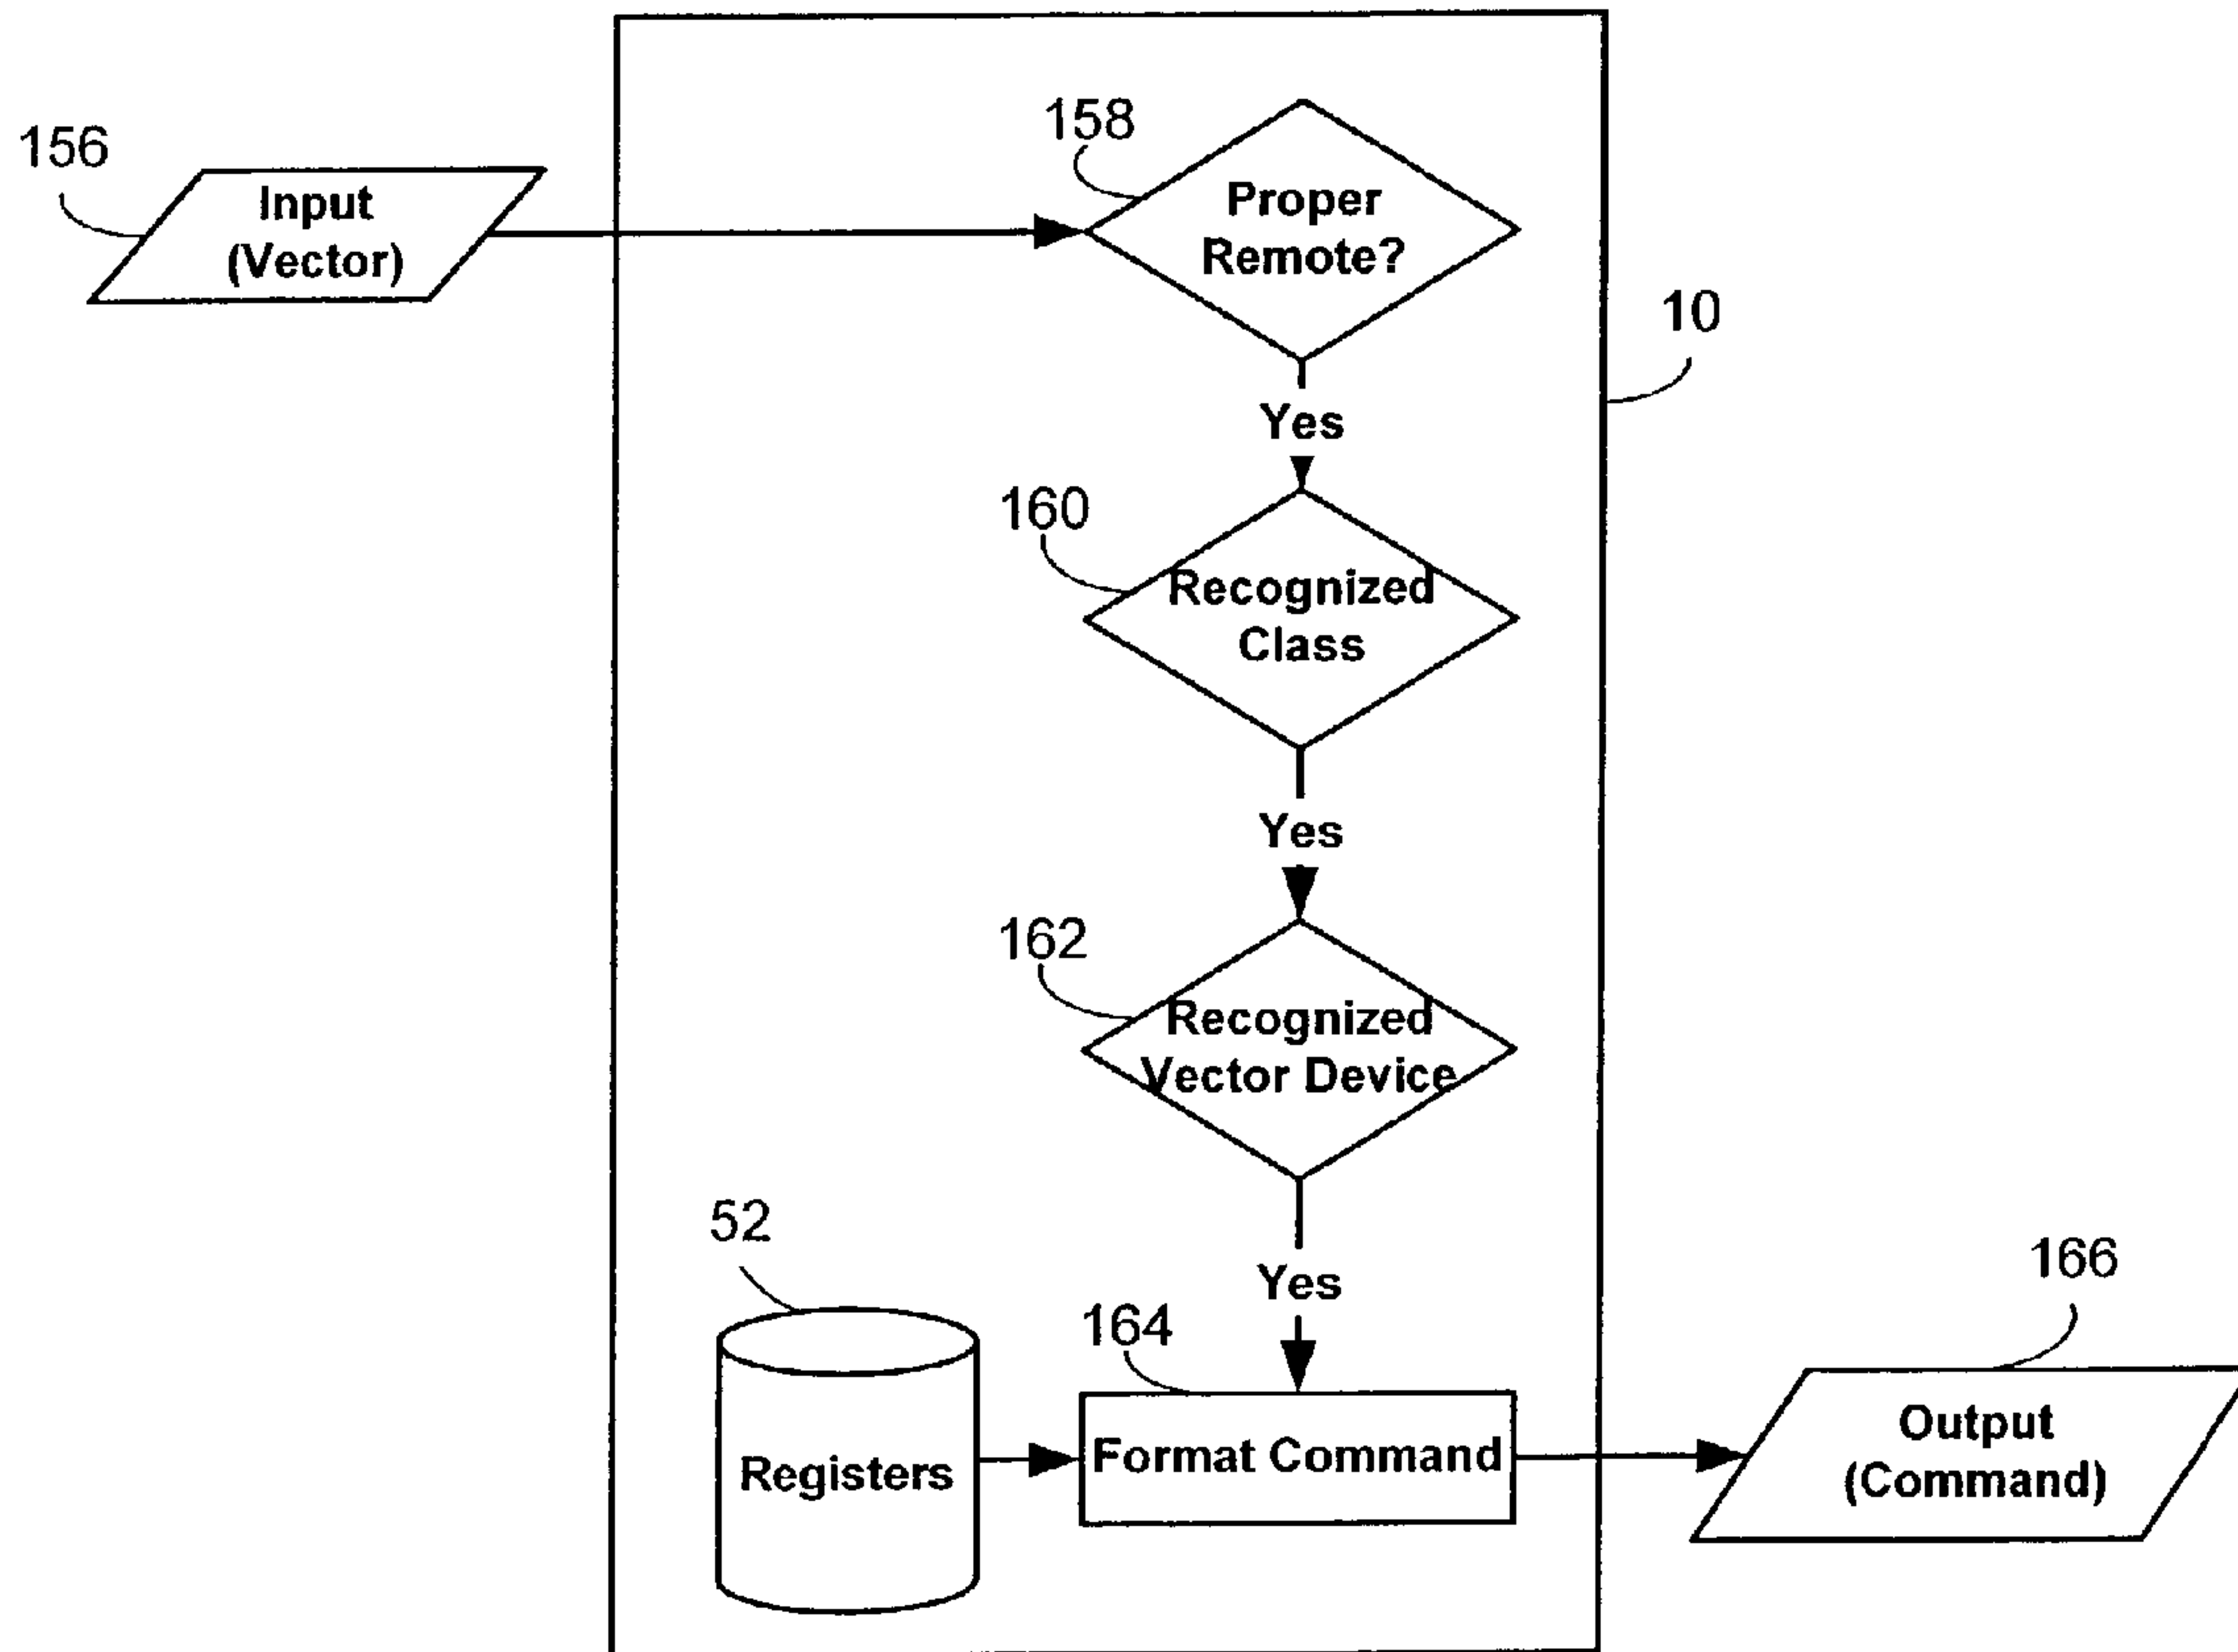 156
Input
(Vector)
158
Proper
Remote?
10
Yes
160
Recognized
Class
Yes
162
Recognized
Vector Device
Yes
52
Registers
164
Format Command
166
Output
(Command)